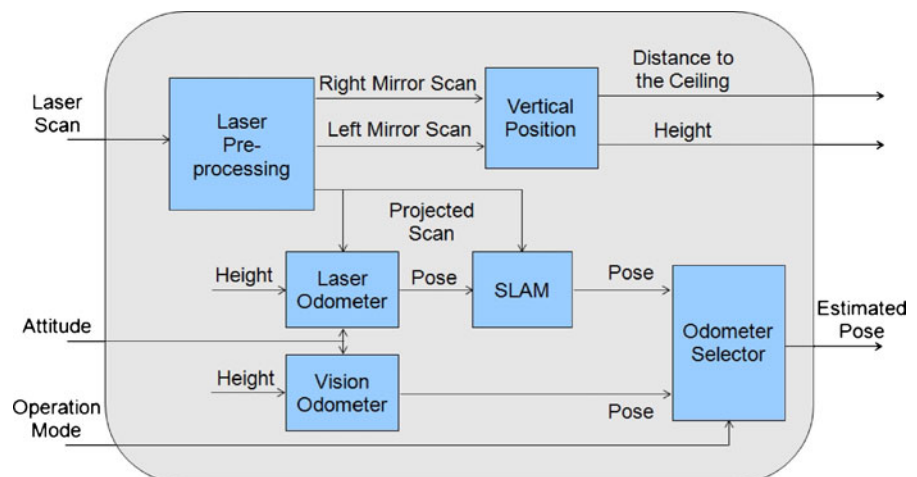 Laser
Scan
Laser
Pre-
processing
Right Mirror Scan
Left Mirror Scan
Vertical
Position
Distance to
the Ceiling
Height
Projected
Scan
Height
Laser
Odometer
Pose
SLAM
Pose
Attitude
Height
Vision
Odometer
Pose
Odometer
Selector
Estimated
Pose
Operation
Mode